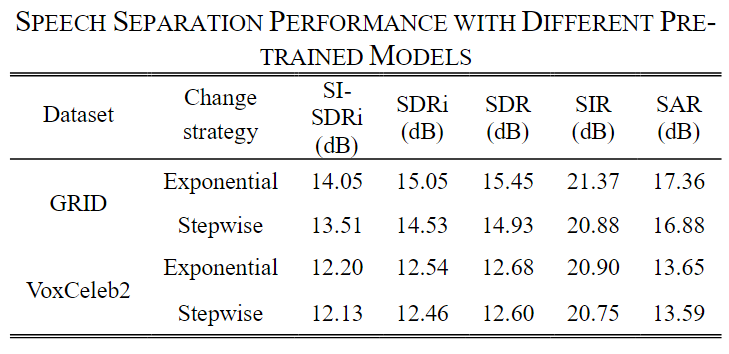 SPEECH SEPARATION PERFORMANCE WITH DIFFERENT PRE-
TRAINED MODELS
Dataset Change strategy SI-SDRi (dB) SDRi (dB) SDR (dB) SIR (dB) SAR (dB)
GRID Exponential 14.05 15.05 15.45 21.37 17.36
Stepwise 13.51 14.53 14.93 20.88 16.88
VoxCeleb2 Exponential 12.20 12.54 12.68 20.90 13.65
Stepwise 12.13 12.46 12.60 20.75 13.59